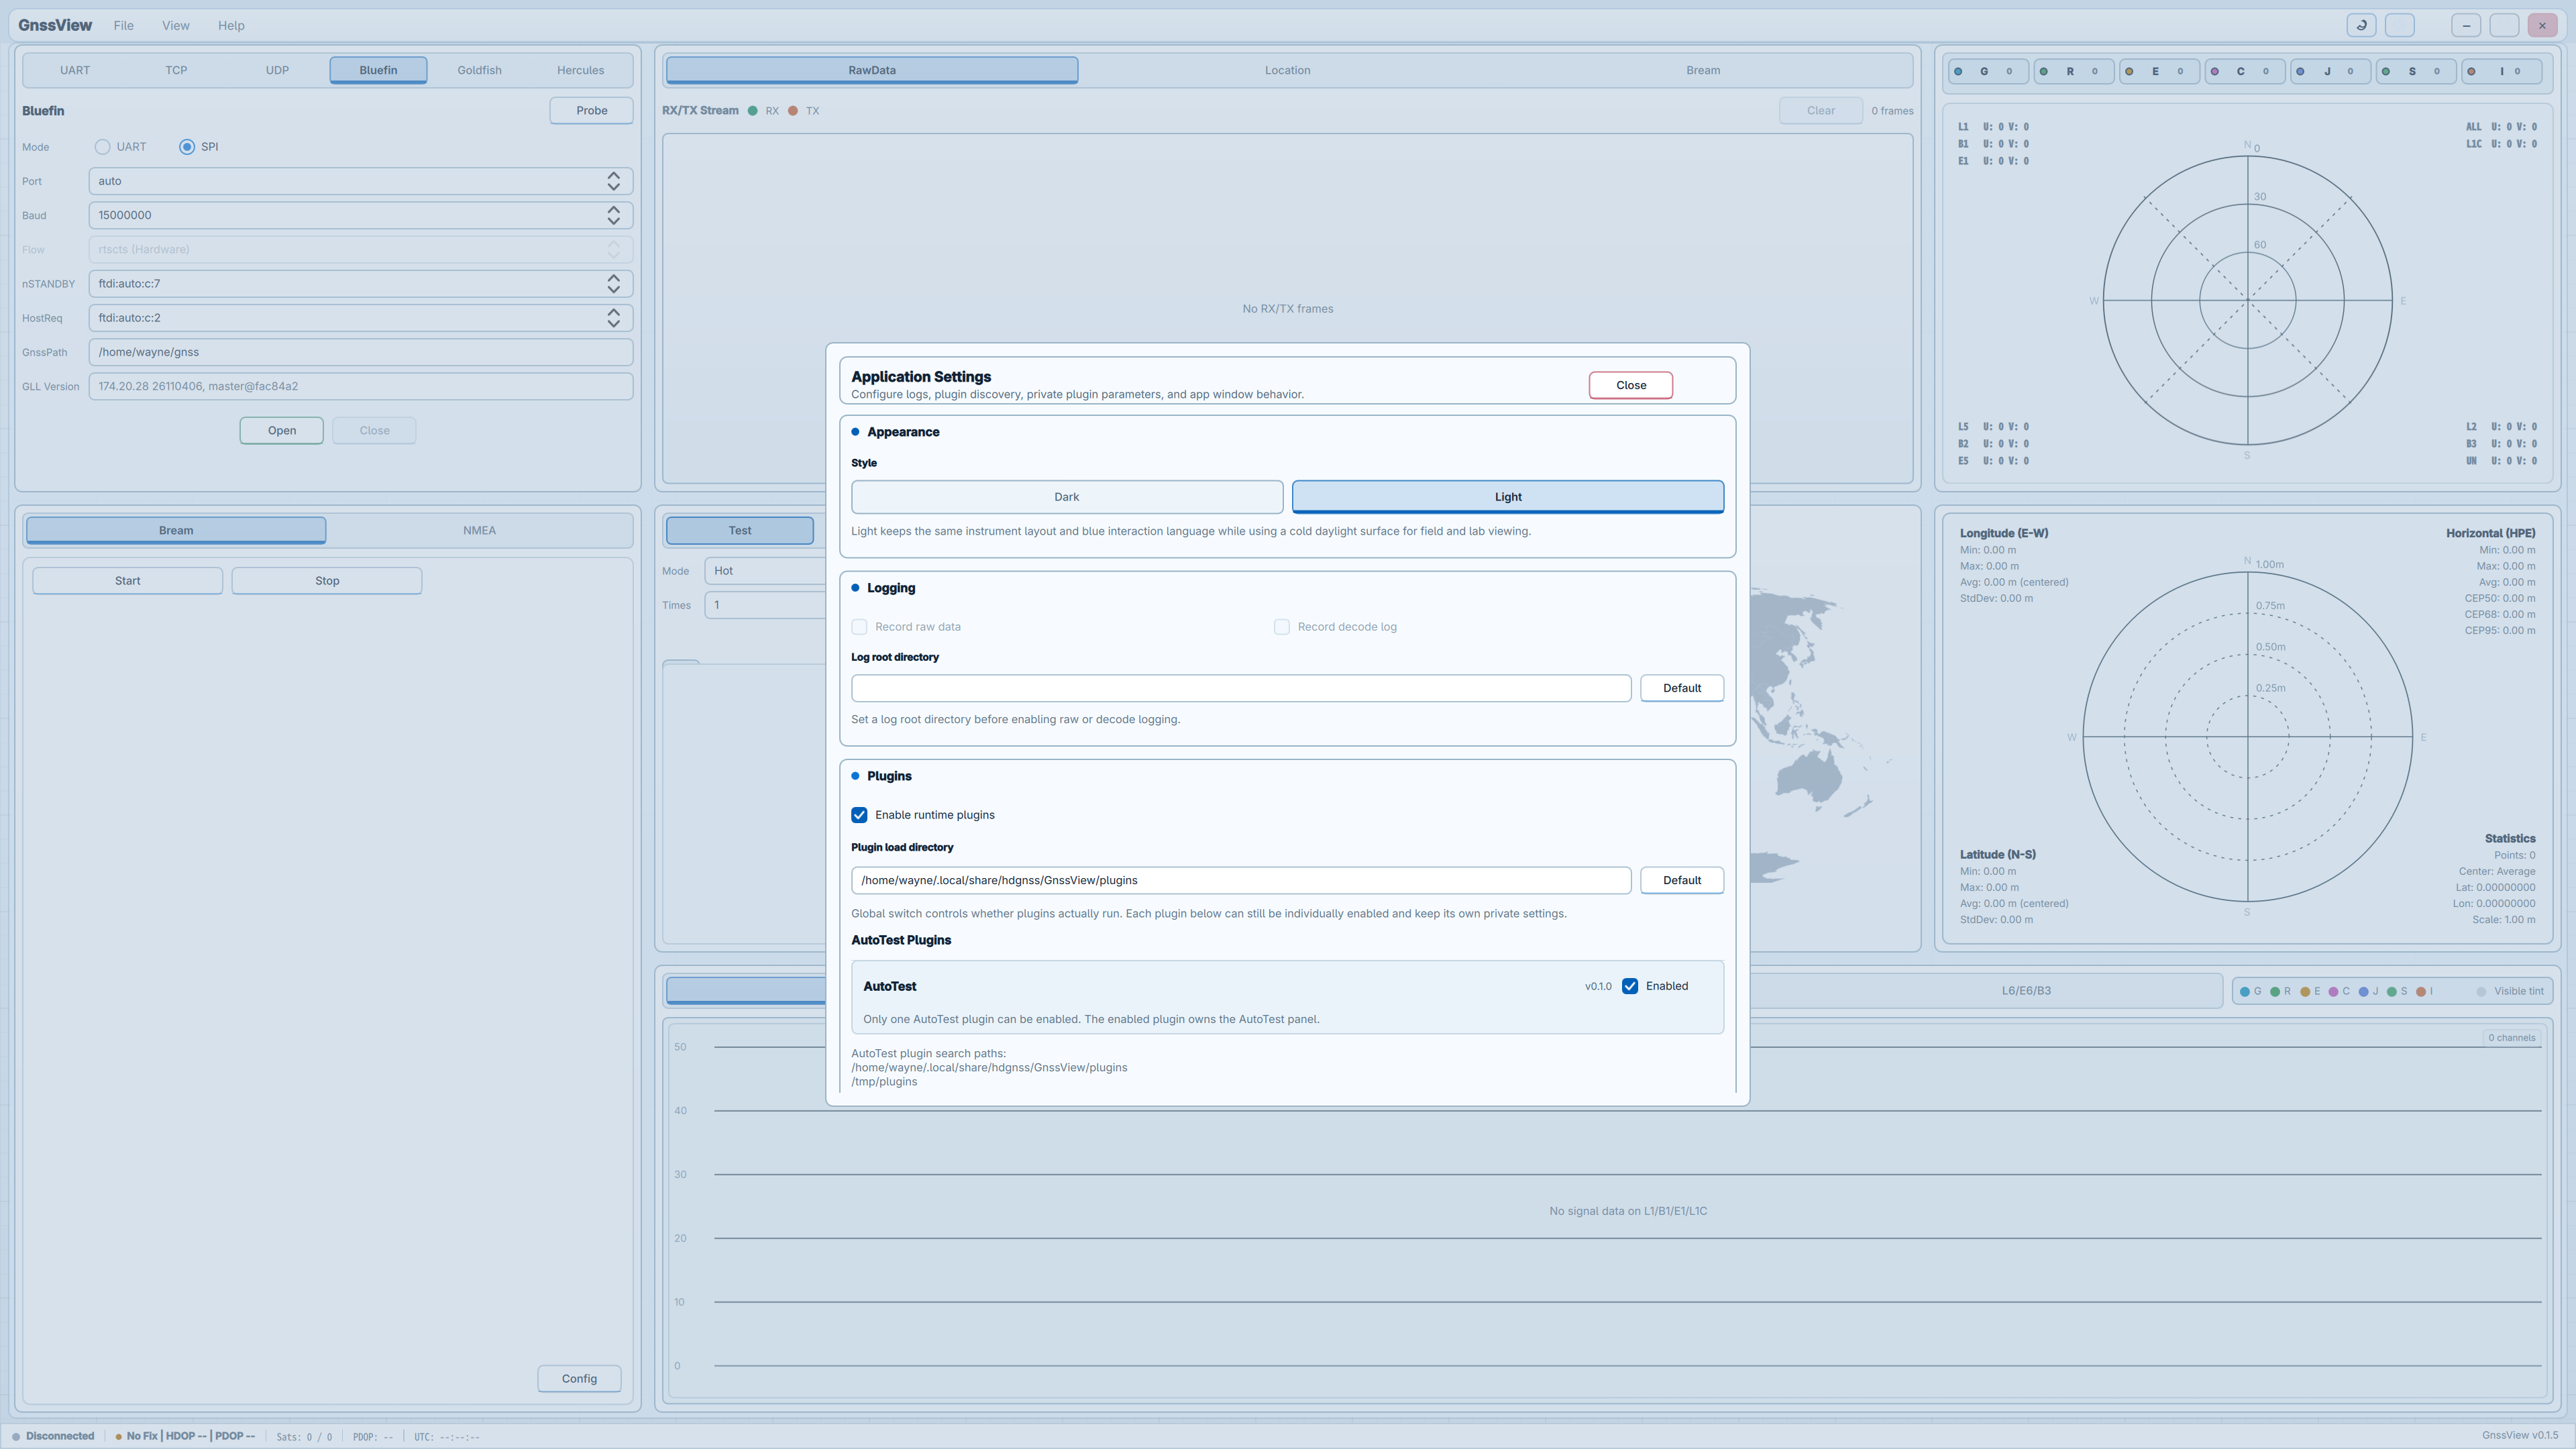 GnssView File View Help
UART TCP UDP Bluefin Goldfish Hercules
Bluefin Probe
Mode UART SPI
Port auto
Baud 15000000
Flow rtscts (Hardware)
nSTANDBY ftdi:auto:c:7
HostReq ftdi:auto:c:2
GnssPath /home/wayne/gnss
GLL Version 174.20.28 26110406, master@fac84a2
Open Close
RawData Location Bream
RX/TX Stream RX TX Clear 0 frames
No RX/TX frames
G 0 R 0 E 0 C 0 J 0 S 0 I 0
L1 U: 0 V: 0
B1 U: 0 V: 0
E1 U: 0 V: 0
ALL U: 0 V: 0
L1C U: 0 V: 0
N 0
30
60
W E
S
L5 U: 0 V: 0
B2 U: 0 V: 0
E5 U: 0 V: 0
L2 U: 0 V: 0
B3 U: 0 V: 0
UN U: 0 V: 0
Application Settings
Configure logs, plugin discovery, private plugin parameters, and app window behavior.
Close
Appearance
Style
Dark Light
Light keeps the same instrument layout and blue interaction language while using a cold daylight surface for field and lab viewing.
Logging
Record raw data Record decode log
Log root directory
Default
Set a log root directory before enabling raw or decode logging.
Plugins
Enable runtime plugins
Plugin load directory
/home/wayne/.local/share/hdgnss/GnssView/plugins Default
Global switch controls whether plugins actually run. Each plugin below can still be individually enabled and keep its own private settings.
AutoTest Plugins
AutoTest v0.1.0 Enabled
Only one AutoTest plugin can be enabled. The enabled plugin owns the AutoTest panel.
AutoTest plugin search paths:
/home/wayne/.local/share/hdgnss/GnssView/plugins
/tmp/plugins
Bream NMEA
Start Stop
Config
Test
Mode Hot
Times 1
Longitude (E-W)
Min: 0.00 m
Max: 0.00 m
Avg: 0.00 m (centered)
StdDev: 0.00 m
Horizontal (HPE)
Min: 0.00 m
Max: 0.00 m
Avg: 0.00 m
CEP50: 0.00 m
CEP68: 0.00 m
CEP95: 0.00 m
N 1.00m
0.75m
0.50m
0.25m
W E
S
Latitude (N-S)
Min: 0.00 m
Max: 0.00 m
Avg: 0.00 m (centered)
StdDev: 0.00 m
Statistics
Points: 0
Center: Average
Lat: 0.00000000
Lon: 0.00000000
Scale: 1.00 m
L6/E6/B3
G R E C J S I Visible tint
0 channels
50
40
30
20
10
0
No signal data on L1/B1/E1/L1C
Disconnected No Fix | HDOP -- | PDOP -- Sats: 0 / 0 PDOP: -- UTC: --:--:--
GnssView v0.1.5